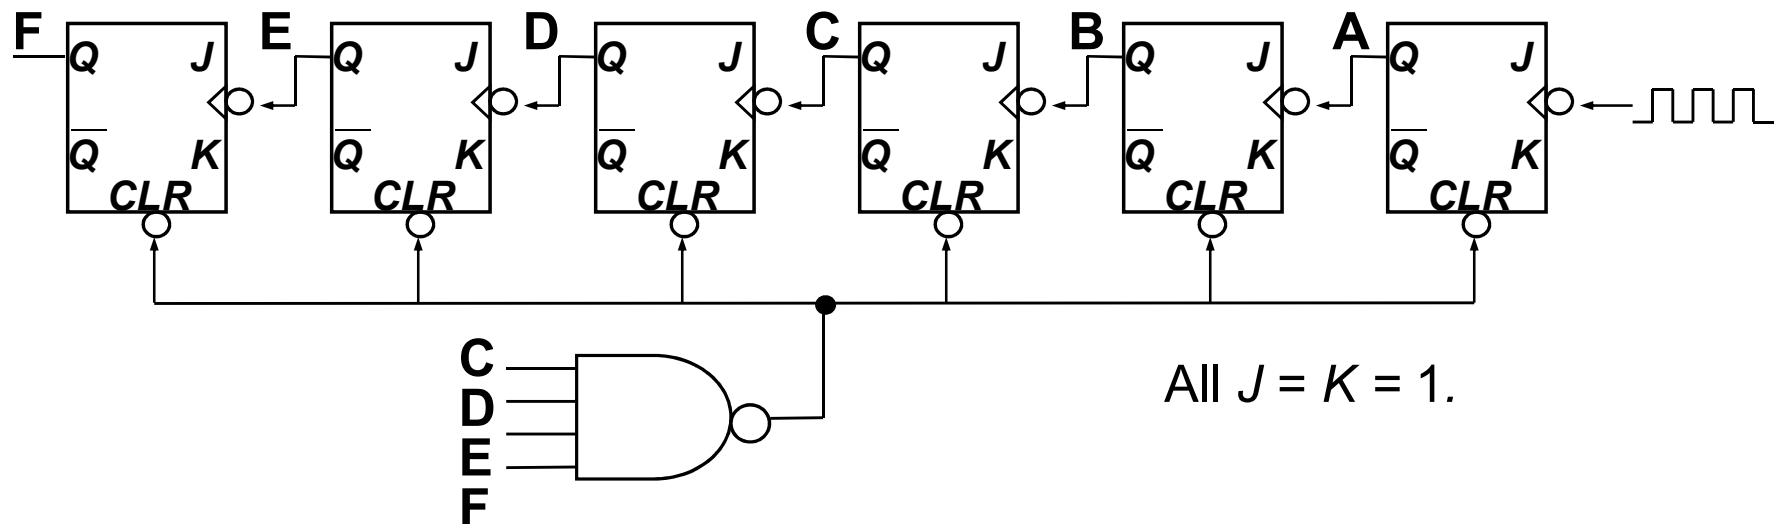 F E D C B A
Q J Q J Q J Q J Q J Q J
Q K Q K Q K Q K Q K Q K
CLR CLR CLR CLR CLR CLR
C
D
E
F
All J = K = 1.